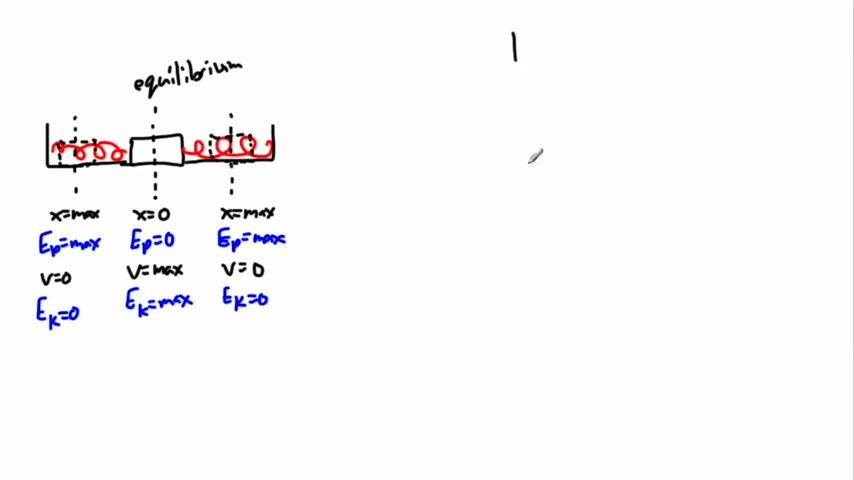 equilibrium
x=max x=0 x=max
Ep=max Ep=0 Ep=max
v=0 v=max v=0
Ek=0 Ek=max Ek=0